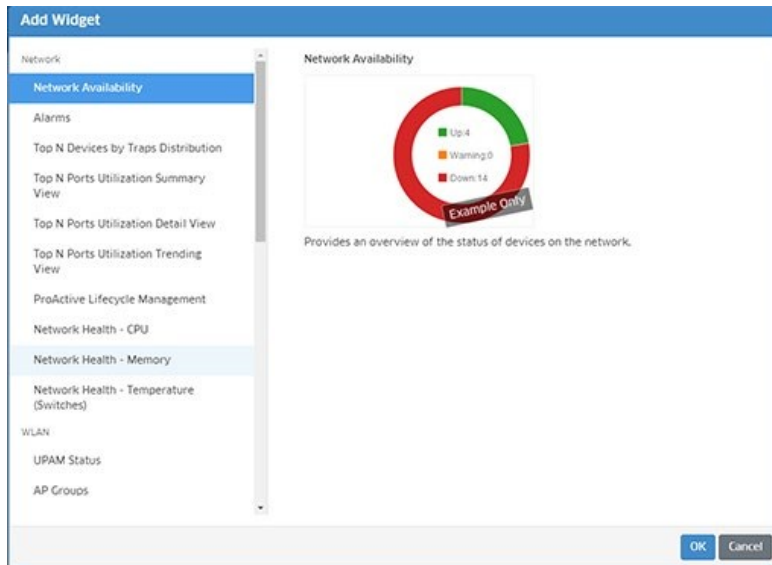 Add Widget
Network
Network Availability
Alarms
Top N Devices by Traps Distribution
Top N Ports Utilization Summary
View
Top N Ports Utilization Detail View
Top N Ports Utilization Trending
View
ProActive Lifecycle Management
Network Health - CPU
Network Health - Memory
Network Health - Temperature
(Switches)
WLAN
UPAM Status
AP Groups
Network Availability
Up:4
Warning:0
Down:14
Example Only
Provides an overview of the status of devices on the network.
OK
Cancel